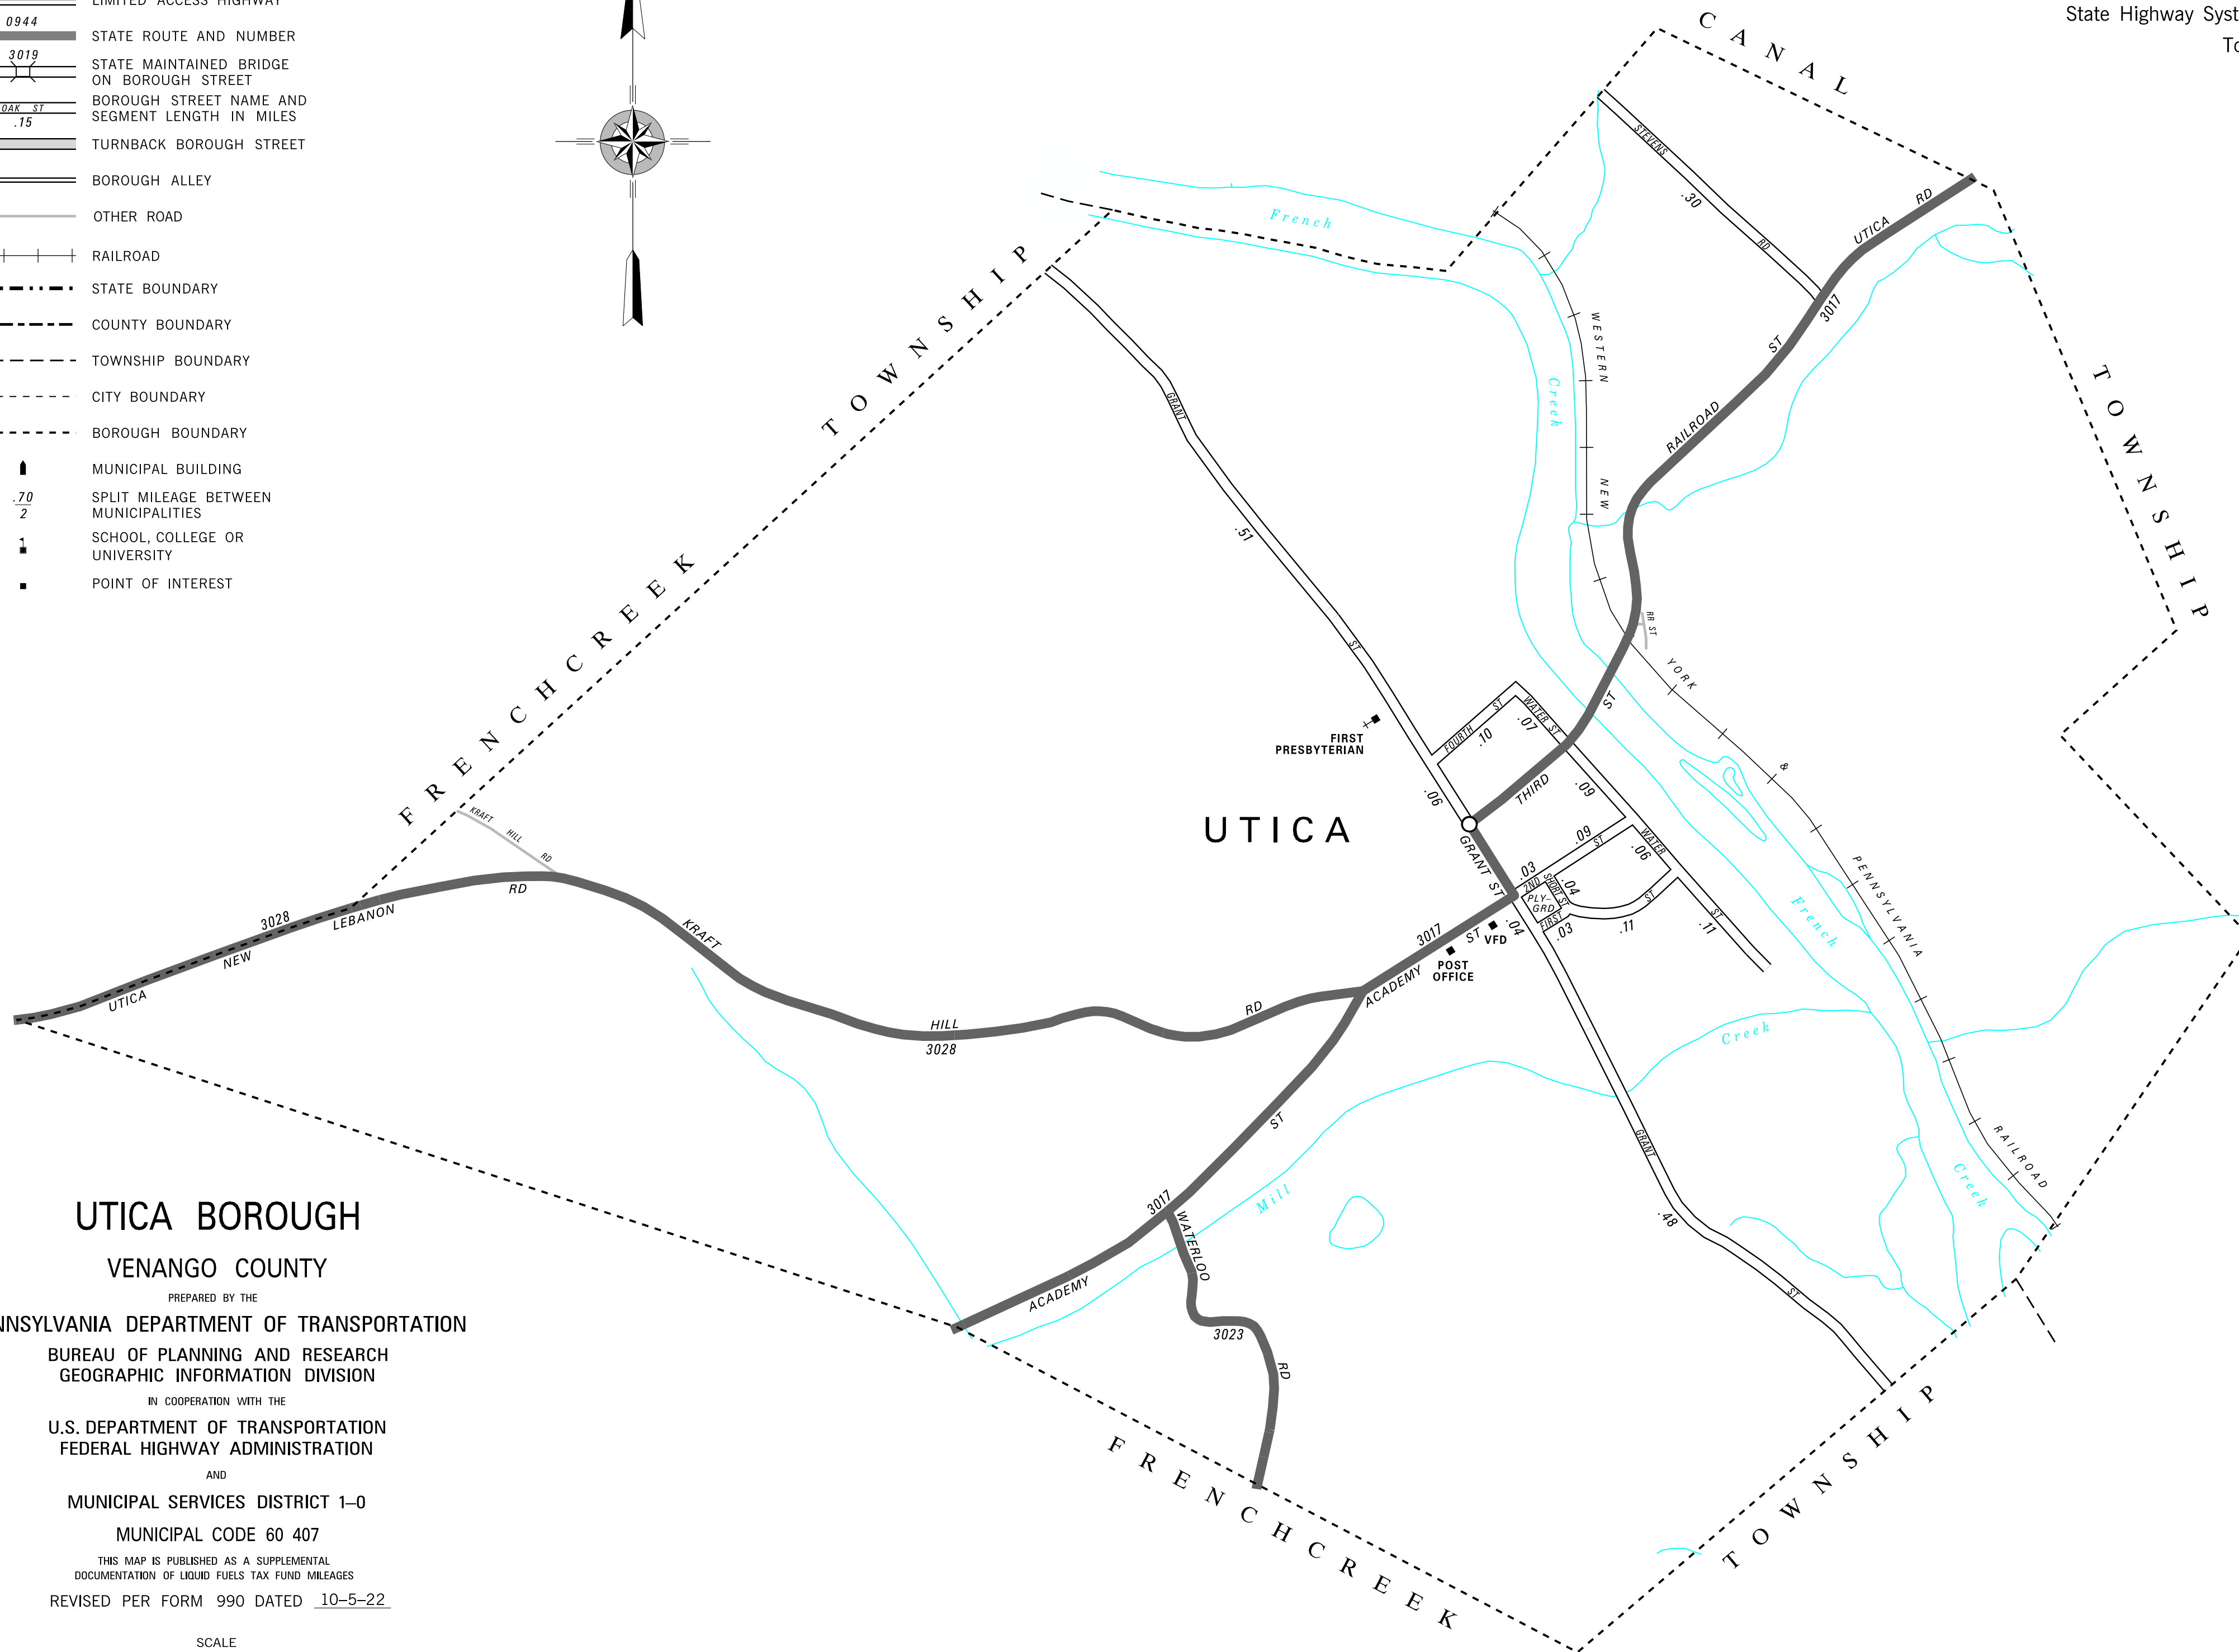 LIMITED ACCESS HIGHWAY
0944
STATE ROUTE AND NUMBER
3019
STATE MAINTAINED BRIDGE
ON BOROUGH STREET
OAK ST
.15
BOROUGH STREET NAME AND
SEGMENT LENGTH IN MILES
TURNBACK BOROUGH STREET
BOROUGH ALLEY
OTHER ROAD
RAILROAD
STATE BOUNDARY
COUNTY BOUNDARY
TOWNSHIP BOUNDARY
CITY BOUNDARY
BOROUGH BOUNDARY
MUNICIPAL BUILDING
.70
2
SPLIT MILEAGE BETWEEN
MUNICIPALITIES
SCHOOL, COLLEGE OR
UNIVERSITY
POINT OF INTEREST
State Highway Syst
To
CANAL
TOWNSHIP
STEVENS
.30
RD
UTICA RD
3017
RAILROAD ST
French
Creek
WESTERN
NEW
YORK
&
PENNSYLVANIA
RAILROAD
RR ST
FRENCHCREEK TOWNSHIP
GRANT
.51
ST
FIRST
PRESBYTERIAN
FOURTH ST
.10
WATER ST
.07
.06
THIRD ST
.09
UTICA
GRANT ST
.03
.09
ST
2ND
SHORT ST
.04
WATER
.06
PLY-
GRD
FIRST
.03
.11
ST
ST
.11
.04
VFD
3017
ACADEMY ST
POST
OFFICE
French
Creek
KRAFT HILL RD
3028
UTICA NEW LEBANON RD
KRAFT
HILL
3028
RD
ST
Mill
Creek
3017
WATERLOO
ACADEMY
3023
RD
GRANT
.48
ST
Creek
FRENCHCREEK
TOWNSHIP
UTICA BOROUGH
VENANGO COUNTY
PREPARED BY THE
NNSYLVANIA DEPARTMENT OF TRANSPORTATION
BUREAU OF PLANNING AND RESEARCH
GEOGRAPHIC INFORMATION DIVISION
IN COOPERATION WITH THE
U.S. DEPARTMENT OF TRANSPORTATION
FEDERAL HIGHWAY ADMINISTRATION
AND
MUNICIPAL SERVICES DISTRICT 1–0
MUNICIPAL CODE 60 407
THIS MAP IS PUBLISHED AS A SUPPLEMENTAL
DOCUMENTATION OF LIQUID FUELS TAX FUND MILEAGES
REVISED PER FORM 990 DATED 10–5–22
SCALE